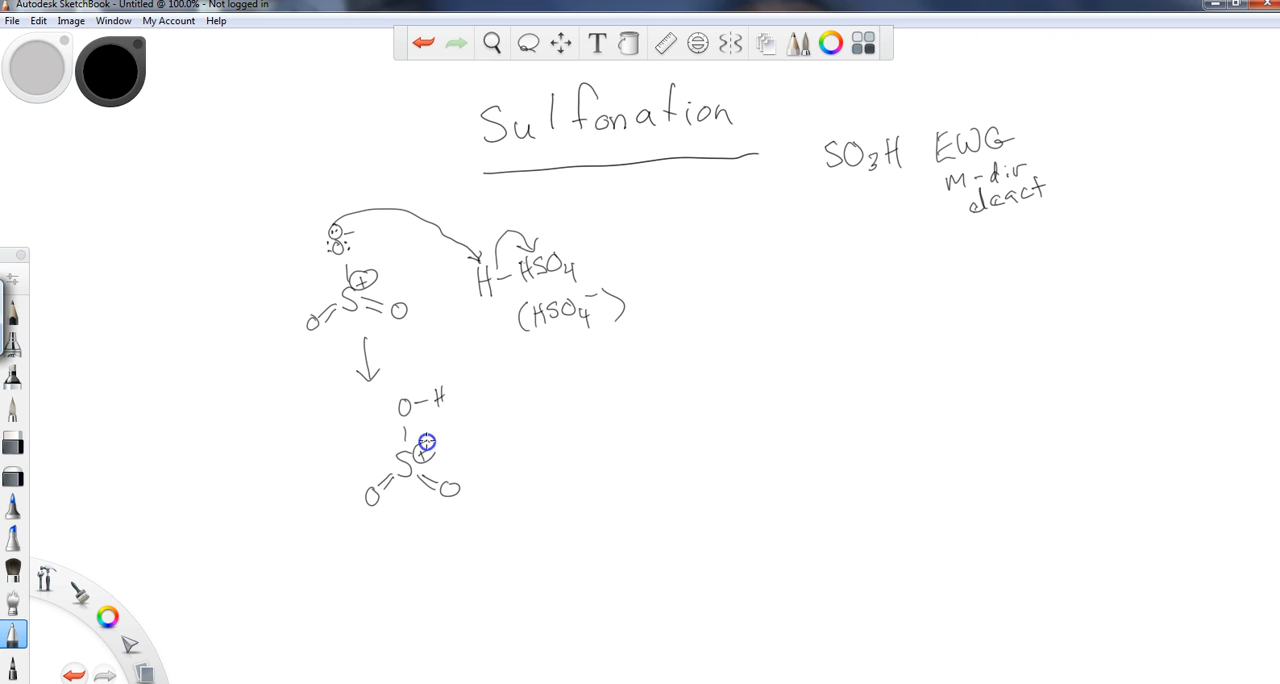 Autodesk SketchBook - Untitled @ 100.0% - Not logged in
File Edit Image Window My Account Help
Sulfonation
SO₃H EWG
m-dir
deact
:Ö:⁻
S⊕
O=S=O
H-HSO₄
(HSO₄⁻)
O-H
S⊕
O=S=O